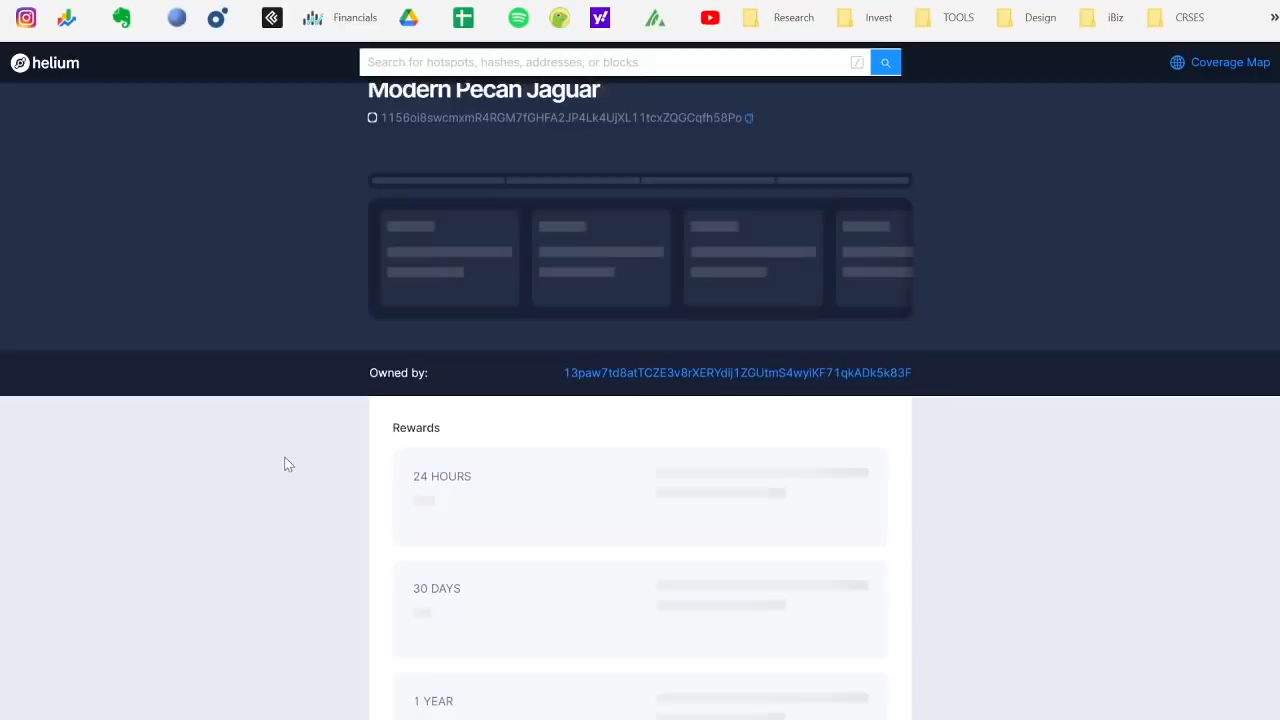 Financials
Research
Invest
TOOLS
Design
iBiz
CRSES
»
helium
Search for hotspots, hashes, addresses, or blocks
/
Coverage Map
Modern Pecan Jaguar
1156oi8swcmxmR4RGM7fGHFA2JP4Lk4UjXL11tcxZQGCqfh58Po
Owned by:
13paw7td8atTCZE3v8rXERYdij1ZGUtmS4wyiKF71qkADk5k83F
Rewards
24 HOURS
30 DAYS
1 YEAR